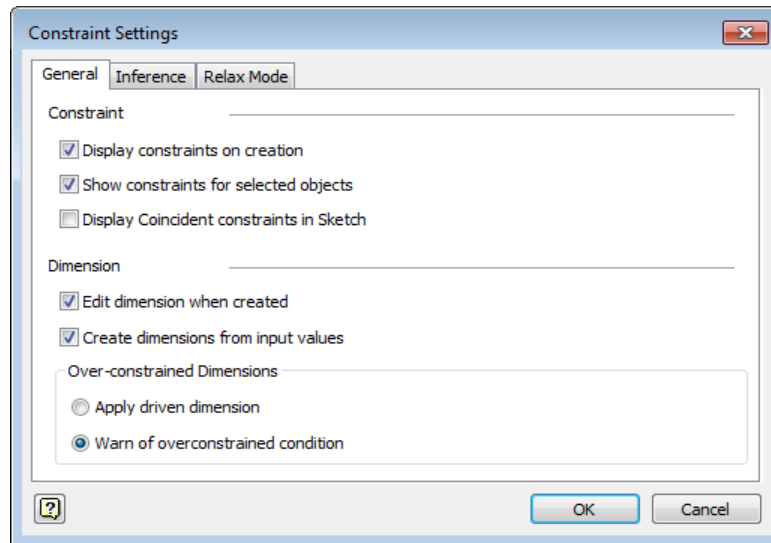 Constraint Settings
General Inference Relax Mode
Constraint
Display constraints on creation
Show constraints for selected objects
Display Coincident constraints in Sketch
Dimension
Edit dimension when created
Create dimensions from input values
Over-constrained Dimensions
Apply driven dimension
Warn of overconstrained condition
? OK Cancel